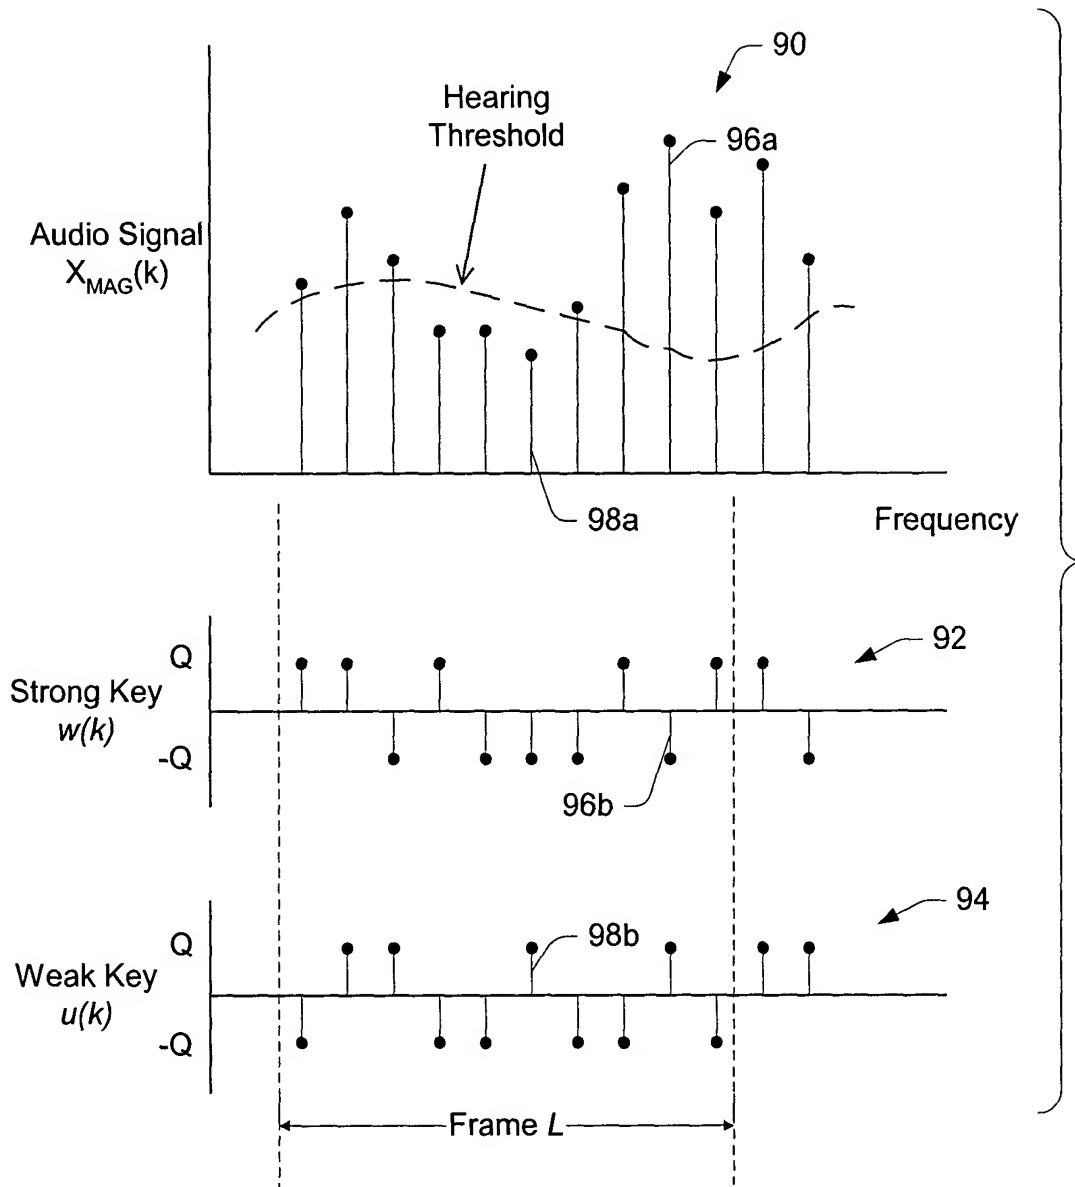 90
Hearing
Threshold
96a
Audio Signal
X_MAG(k)
98a
Frequency
Q
92
Strong Key
w(k)
-Q
96b
94
Q
98b
Weak Key
u(k)
-Q
Frame L